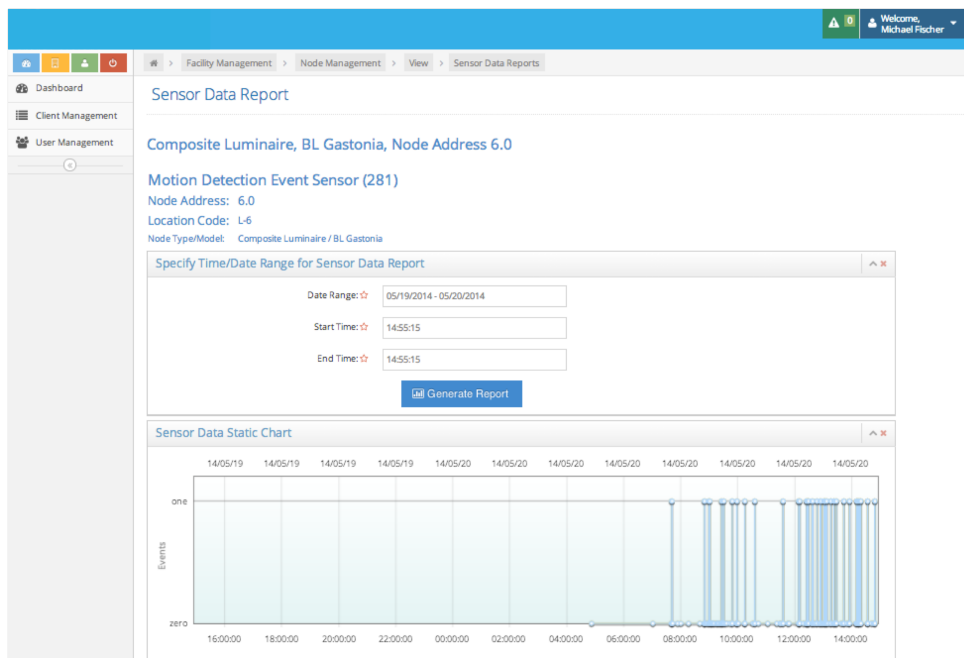 0
Welcome,
Michael Fischer
Facility Management > Node Management > View > Sensor Data Reports
Dashboard
Client Management
User Management
Sensor Data Report
Composite Luminaire, BL Gastonia, Node Address 6.0
Motion Detection Event Sensor (281)
Node Address: 6.0
Location Code: L-6
Node Type/Model: Composite Luminaire / BL Gastonia
Specify Time/Date Range for Sensor Data Report
Date Range: 05/19/2014 - 05/20/2014
Start Time: 14:55:15
End Time: 14:55:15
Generate Report
Sensor Data Static Chart
14/05/19 14/05/19 14/05/19 14/05/19 14/05/20 14/05/20 14/05/20 14/05/20 14/05/20 14/05/20 14/05/20 14/05/20
one
Events
zero
16:00:00 18:00:00 20:00:00 22:00:00 00:00:00 02:00:00 04:00:00 06:00:00 08:00:00 10:00:00 12:00:00 14:00:00